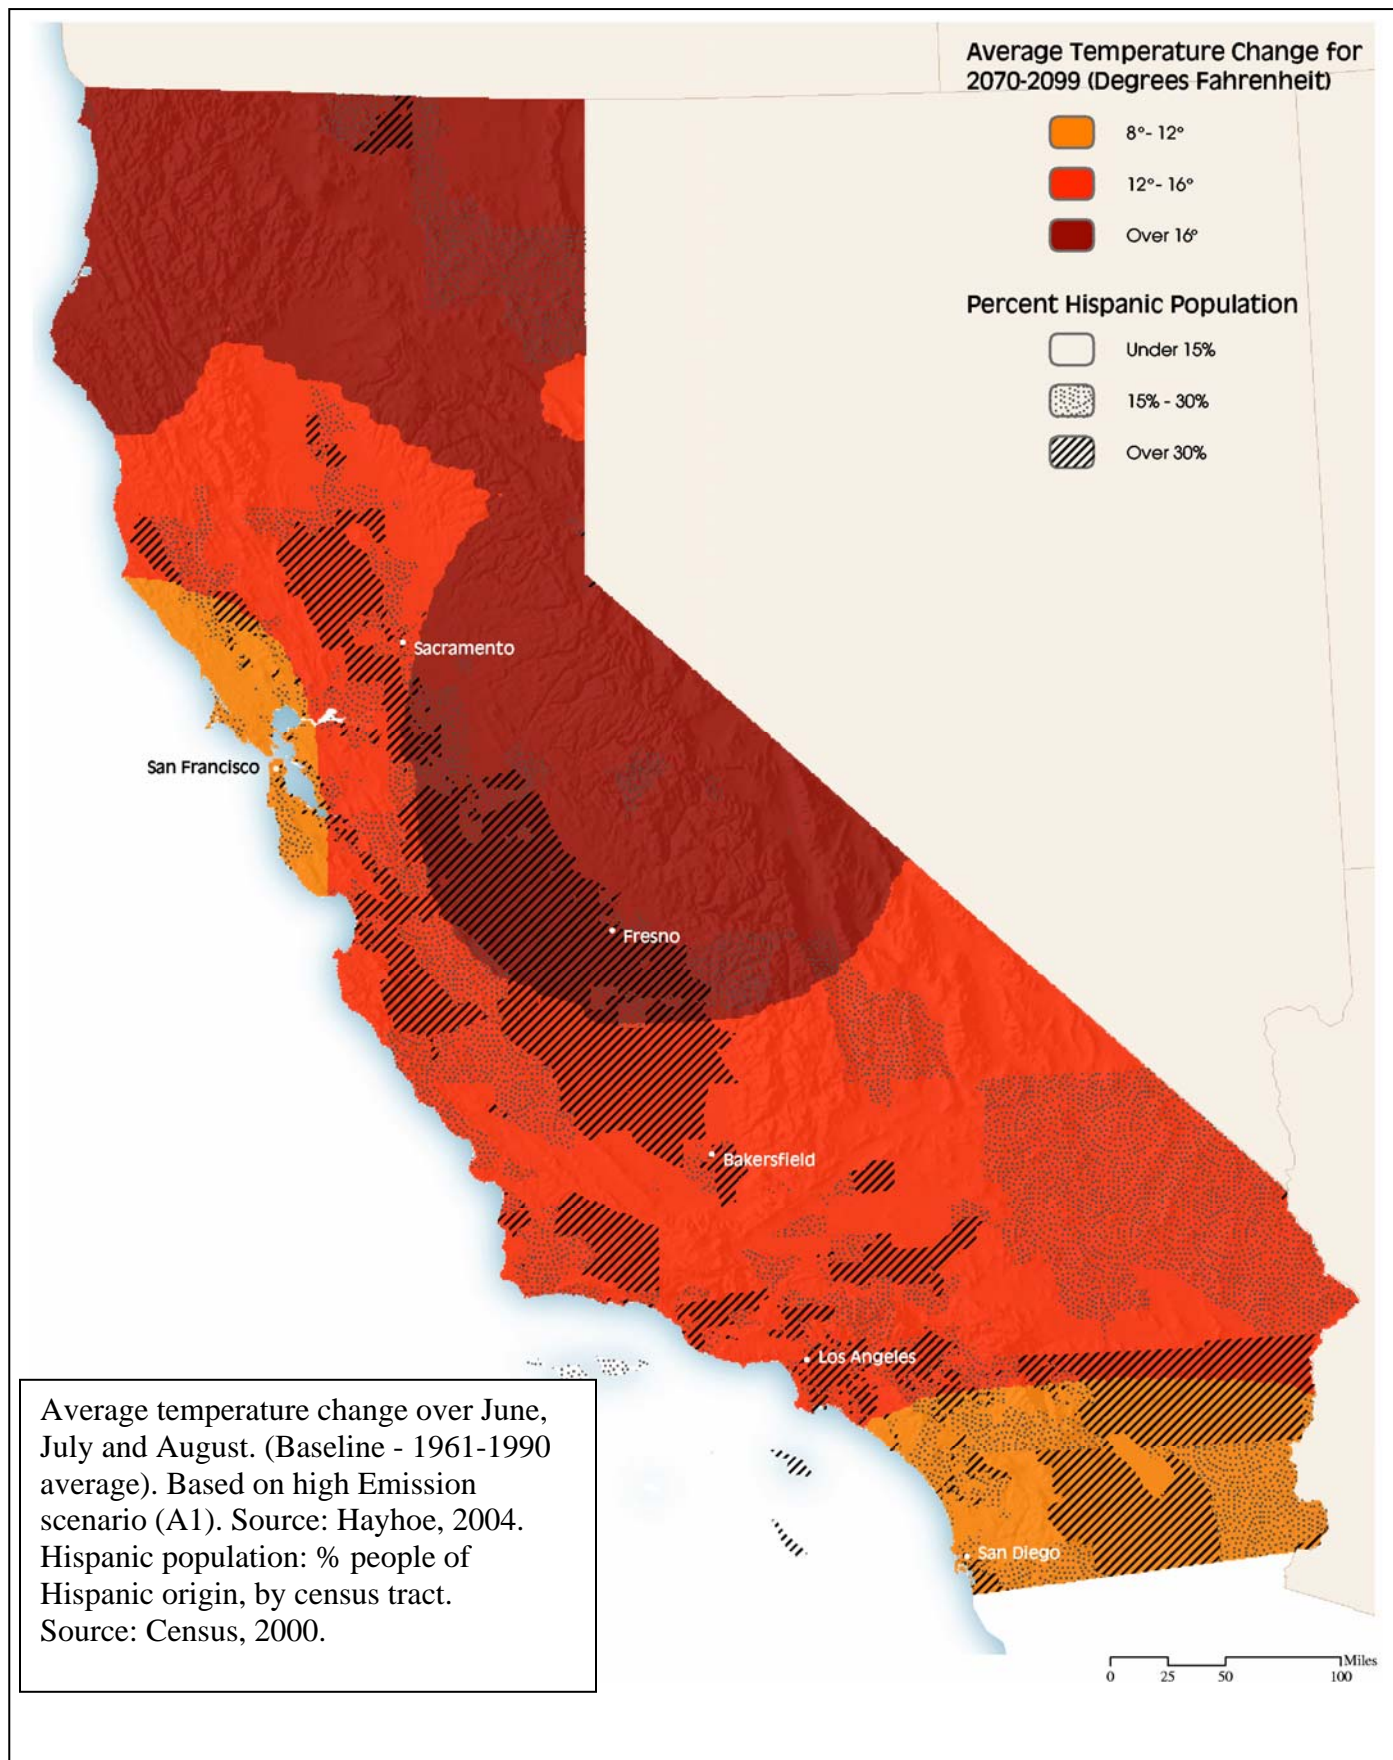 Average Temperature Change for
2070-2099 (Degrees Fahrenheit)
8°- 12°
12°- 16°
Over 16°
Percent Hispanic Population
Under 15%
15% - 30%
Over 30%
Sacramento
San Francisco
Fresno
Bakersfield
Los Angeles
San Diego
Average temperature change over June,
July and August. (Baseline - 1961-1990
average). Based on high Emission
scenario (A1). Source: Hayhoe, 2004.
Hispanic population: % people of
Hispanic origin, by census tract.
Source: Census, 2000.
Miles
0 25 50 100